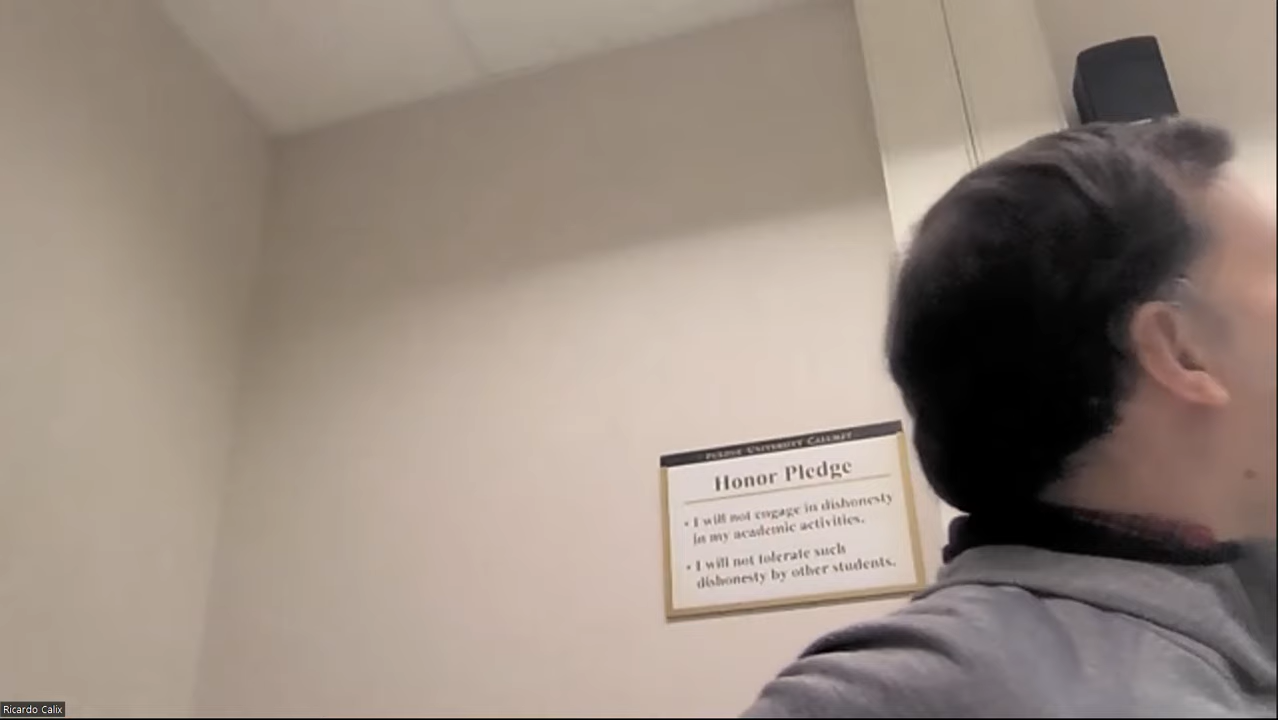 PURDUE UNIVERSITY CALUMET
Honor Pledge
• I will not engage in dishonesty
in my academic activities.
• I will not tolerate such
dishonesty by other students.
Ricardo Calix